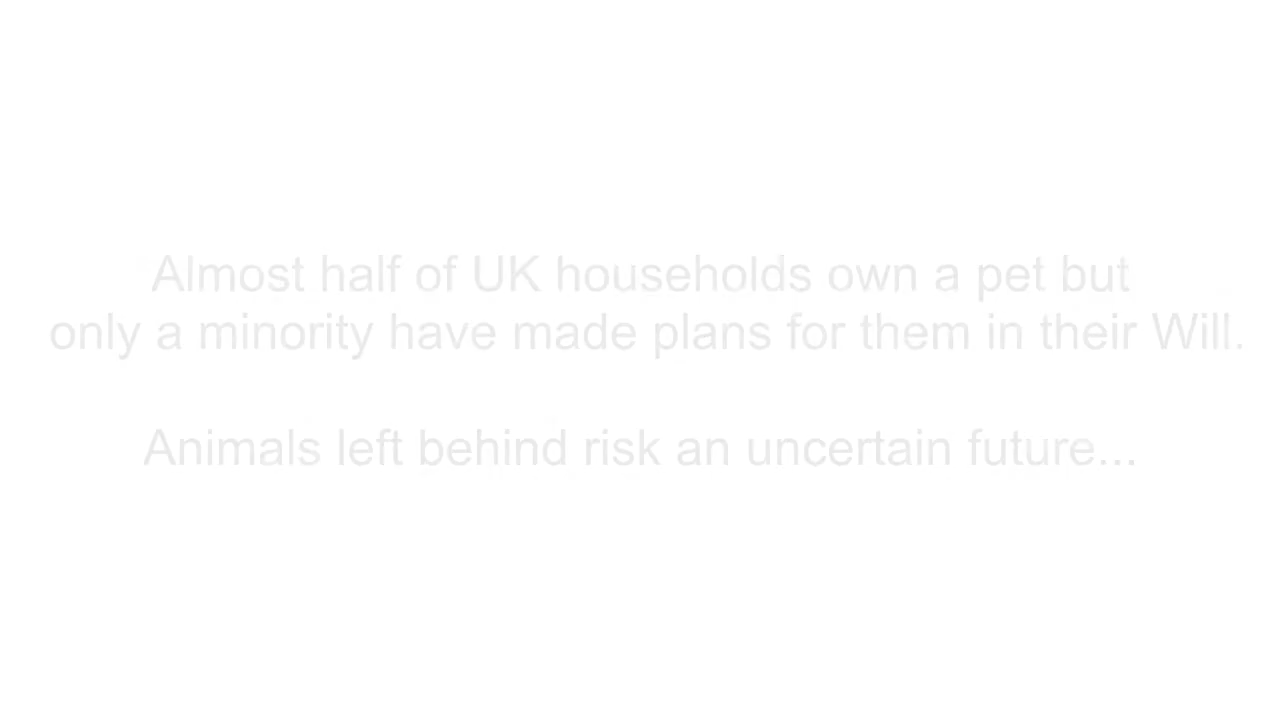 Almost half of UK households own a pet but
only a minority have made plans for them in their Will.
Animals left behind risk an uncertain future...